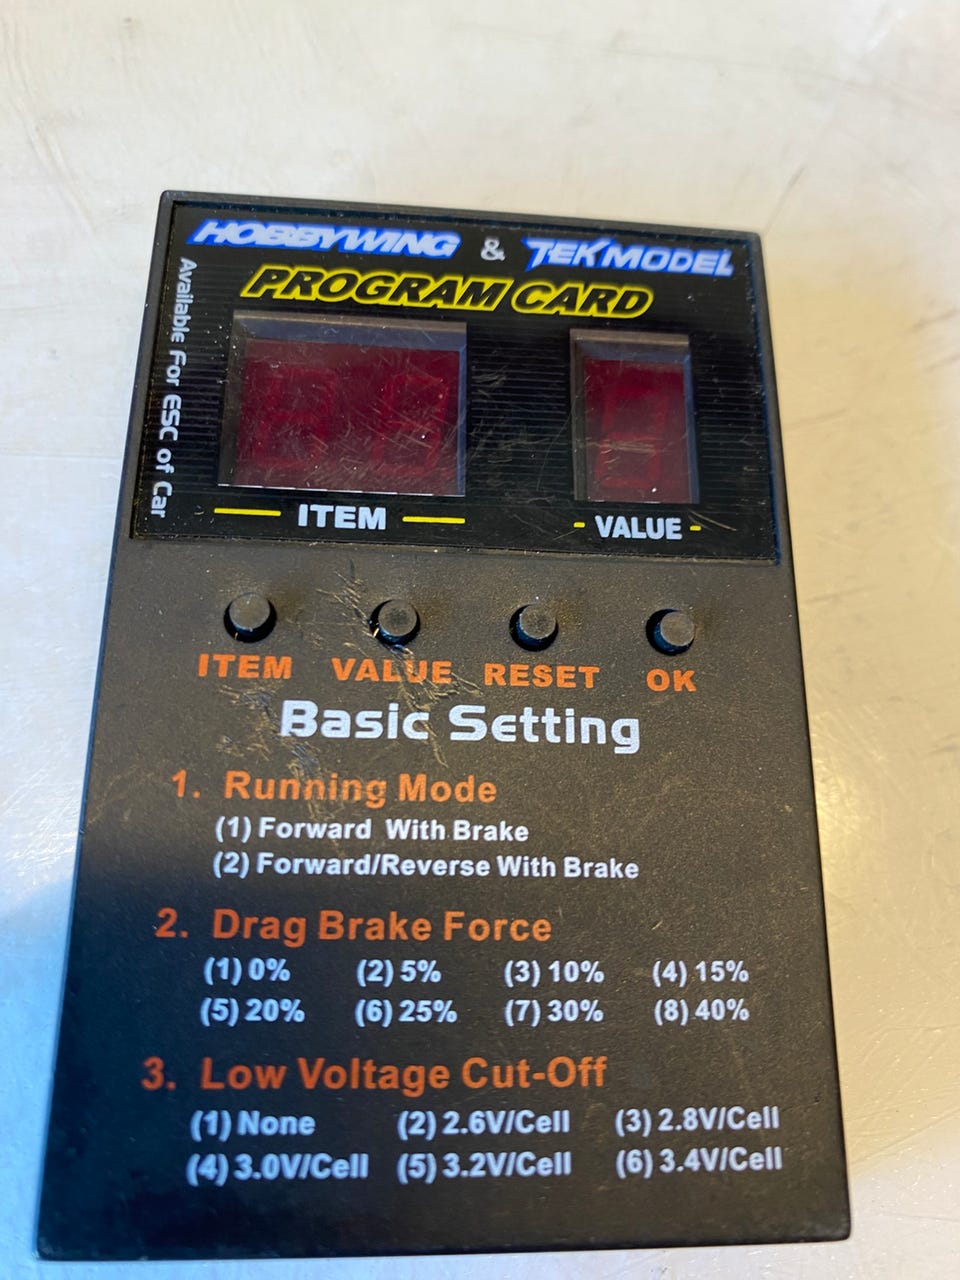 HOBBYWING & TEKMODEL
PROGRAM CARD
Available For ESC of Car
ITEM
VALUE
ITEM VALUE RESET OK
Basic Setting
1. Running Mode
(1) Forward With Brake
(2) Forward/Reverse With Brake
2. Drag Brake Force
(1) 0% (2) 5% (3) 10% (4) 15%
(5) 20% (6) 25% (7) 30% (8) 40%
3. Low Voltage Cut-Off
(1) None (2) 2.6V/Cell (3) 2.8V/Cell
(4) 3.0V/Cell (5) 3.2V/Cell (6) 3.4V/Cell